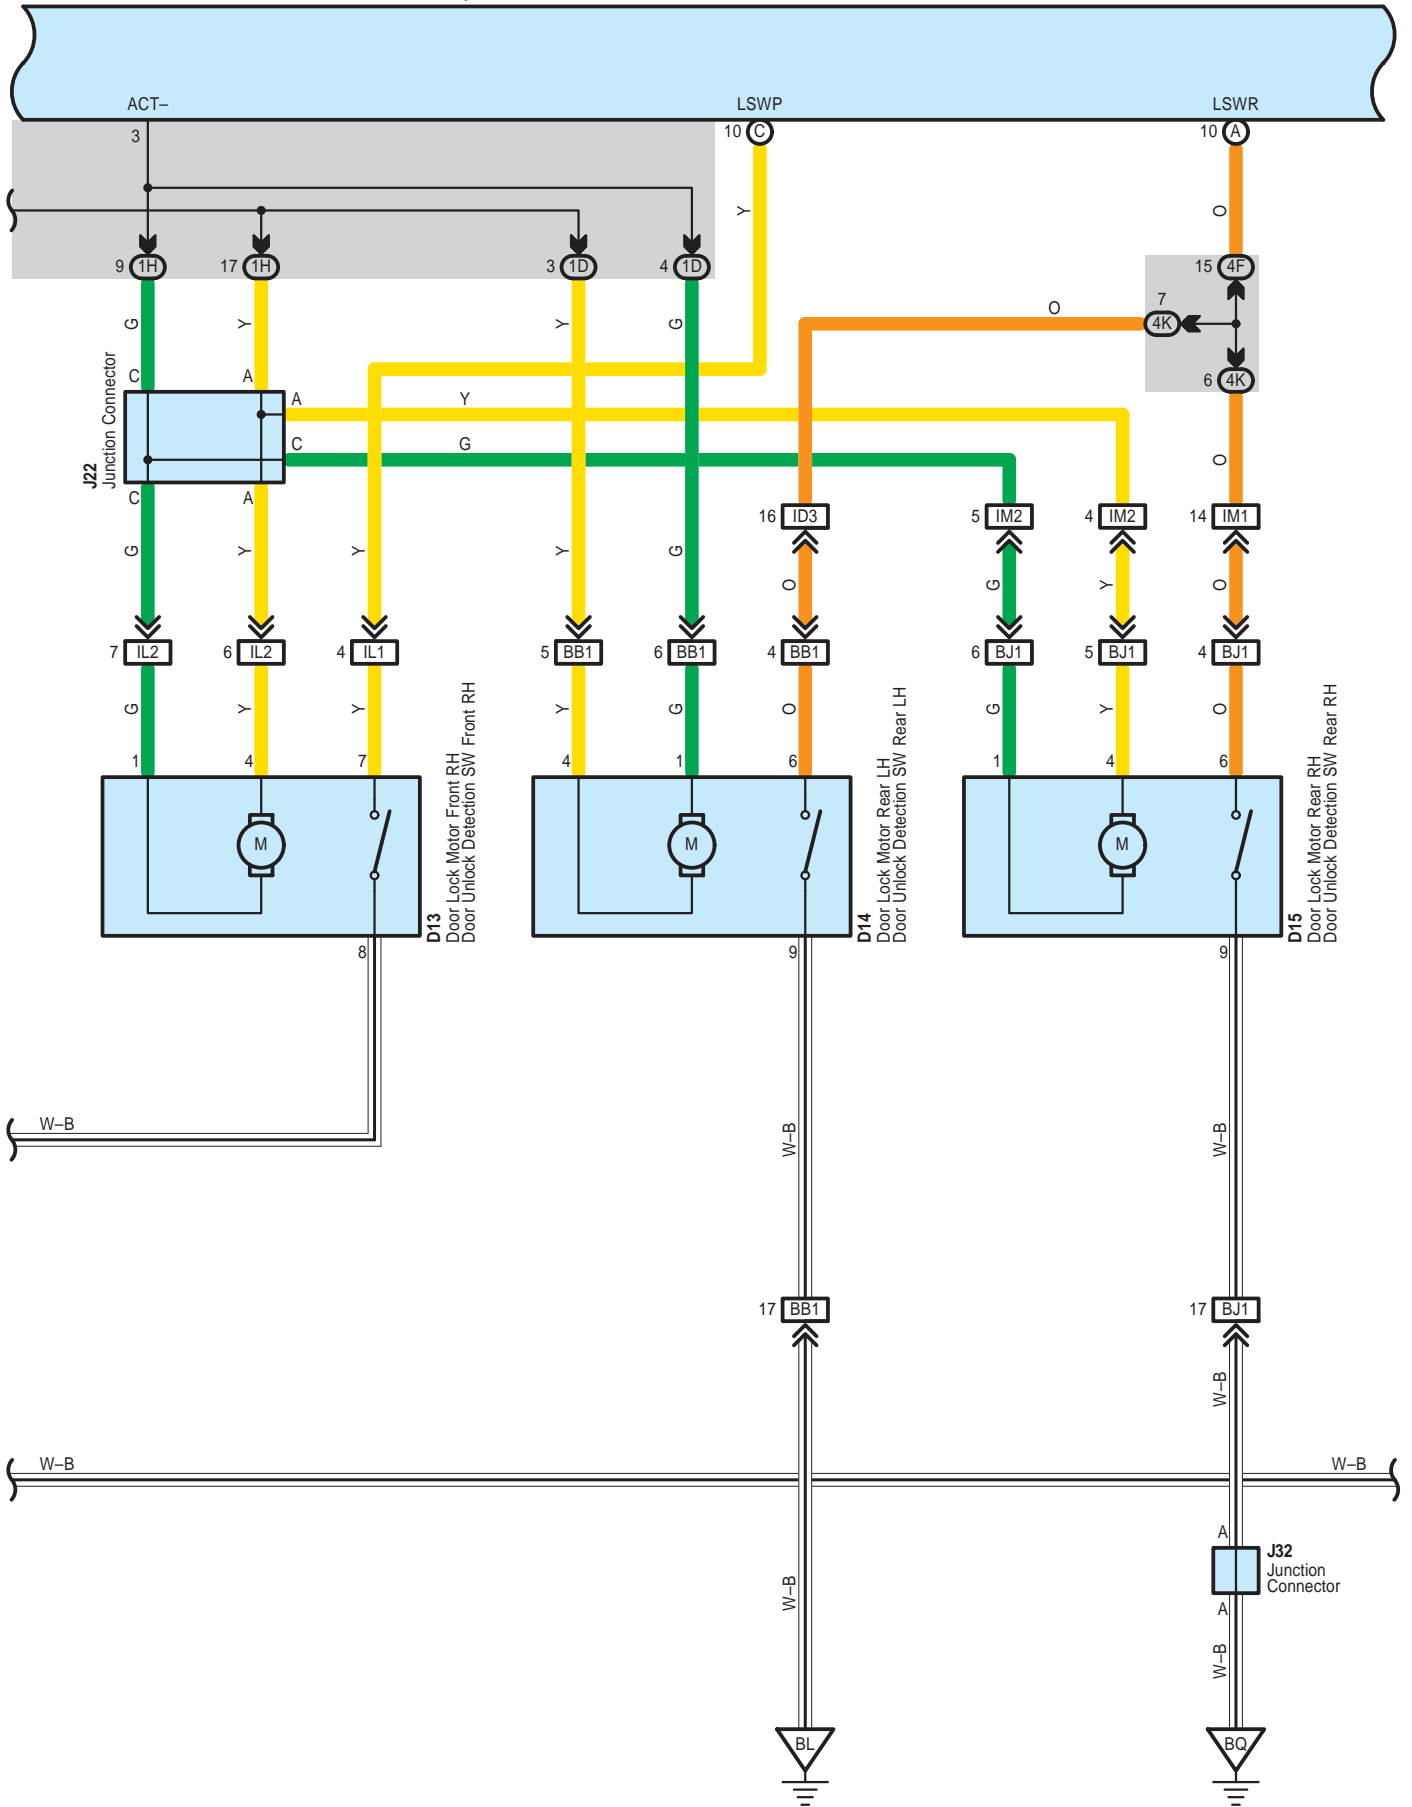 ACT–
LSWP
LSWR
3
10 C
10 A
Y
O
9 1H
17 1H
3 1D
4 1D
15 4F
7
4K
O
G
Y
Y
G
6 4K
C
A
A
Y
C
G
J22
Junction Connector
C
A
O
16 ID3
5 IM2
4 IM2
14 IM1
G
Y
Y
Y
G
O
G
Y
O
7 IL2
6 IL2
4 IL1
5 BB1
6 BB1
4 BB1
6 BJ1
5 BJ1
4 BJ1
G
Y
Y
Y
G
O
G
Y
O
1
4
7
4
1
6
1
4
6
M
M
M
D13
Door Lock Motor Front RH
Door Unlock Detection SW Front RH
D14
Door Lock Motor Rear LH
Door Unlock Detection SW Rear LH
D15
Door Lock Motor Rear RH
Door Unlock Detection SW Rear RH
8
9
9
W–B
W–B
W–B
17 BB1
17 BJ1
W–B
W–B
W–B
A
J32
Junction
Connector
A
W–B
W–B
BL
BQ